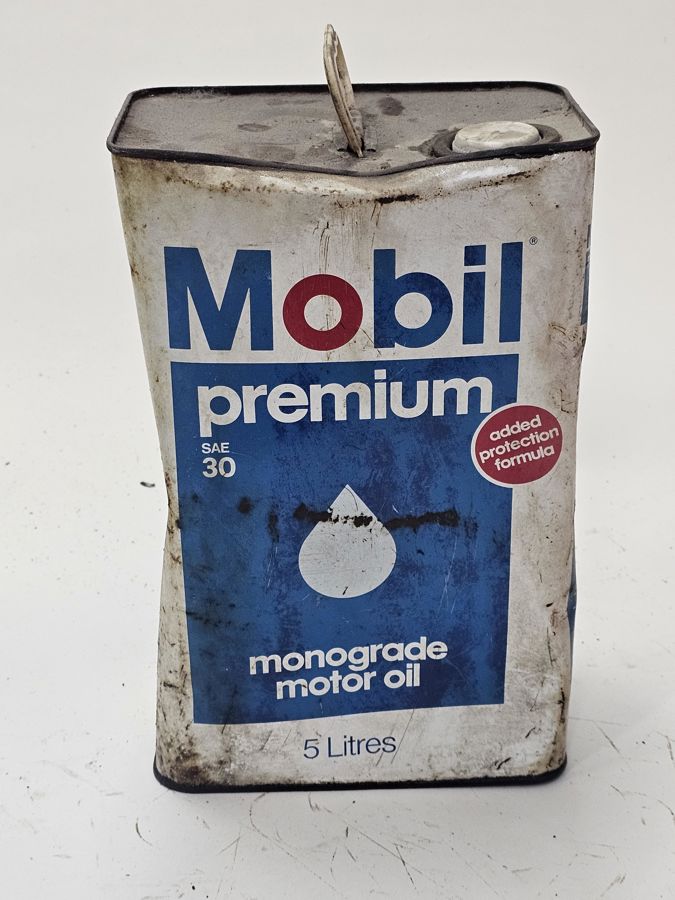 Mobil®
premium
SAE
30
added
protection
formula
monograde
motor oil
5 Litres